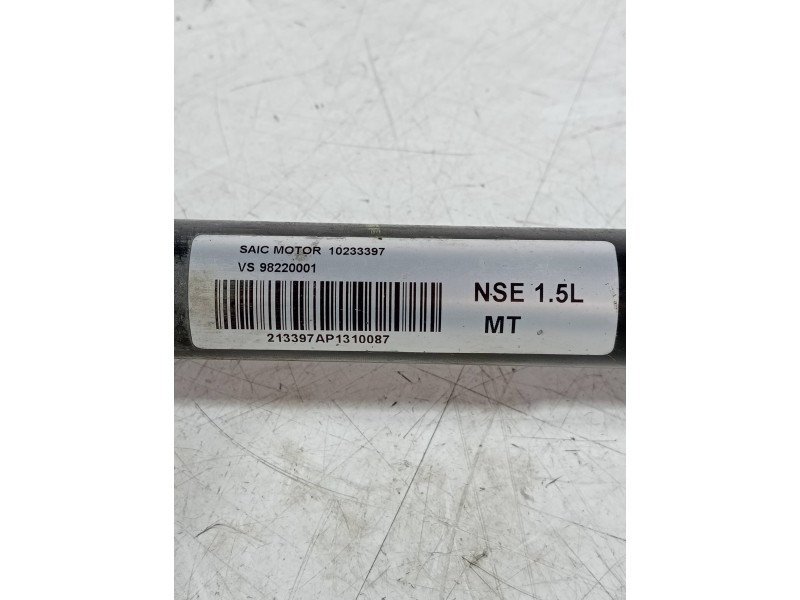 SAIC MOTOR 10233397
VS 98220001
213397AP1310087
NSE 1.5L
MT